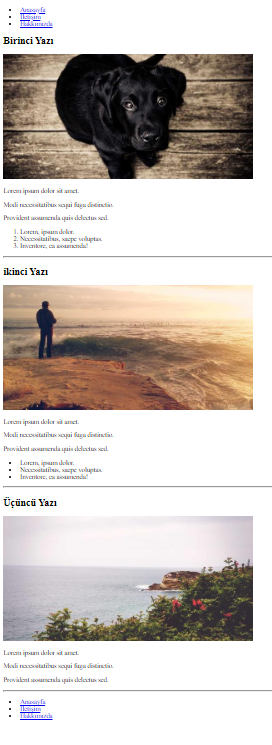 Anasayfa
İletişim
Hakkımızda
Birinci Yazı
Lorem ipsum dolor sit amet.
Modi necessitatibus sequi fuga distinctio.
Provident assumenda quis delectus sed.
1. Lorem, ipsum dolor.
2. Necessitatibus, saepe voluptas.
3. Inventore, ea assumenda!
ikinci Yazı
Lorem ipsum dolor sit amet.
Modi necessitatibus sequi fuga distinctio.
Provident assumenda quis delectus sed.
Lorem, ipsum dolor.
Necessitatibus, saepe voluptas.
Inventore, ea assumenda!
Üçüncü Yazı
Lorem ipsum dolor sit amet.
Modi necessitatibus sequi fuga distinctio.
Provident assumenda quis delectus sed.
Anasayfa
İletişim
Hakkımızda